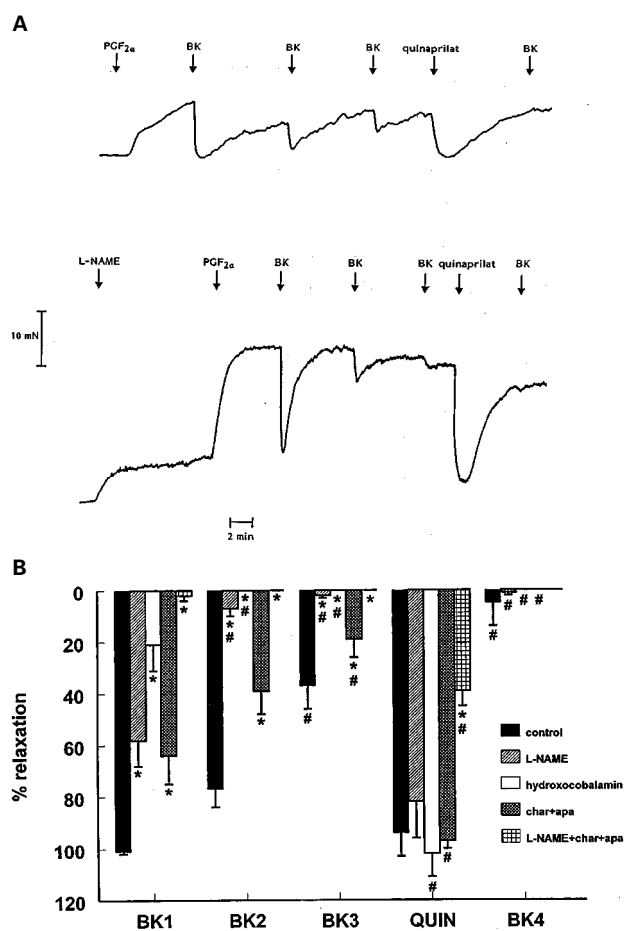 A
PGF2α BK BK BK quinaprilat BK
L-NAME PGF2α BK BK BK quinaprilat BK
10 mN
2 min
B
% relaxation
0
20
40
60
80
100
120
* * * *
* # * # * *
# * # * # * # *
# # * #
# # # #
control
L-NAME
hydroxocobalamin
char+apa
L-NAME+char+apa
BK1 BK2 BK3 QUIN BK4